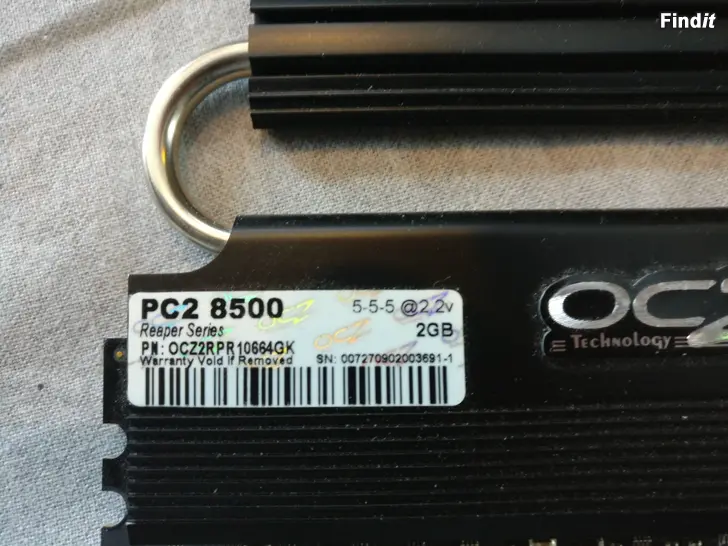 Findit
PC2 8500 5-5-5 @2,2v
Reaper Series 2GB
PN: OCZ2RPR10664GK
Warranty Void if Removed SN: 007270902003691-1
OCZ
Technology